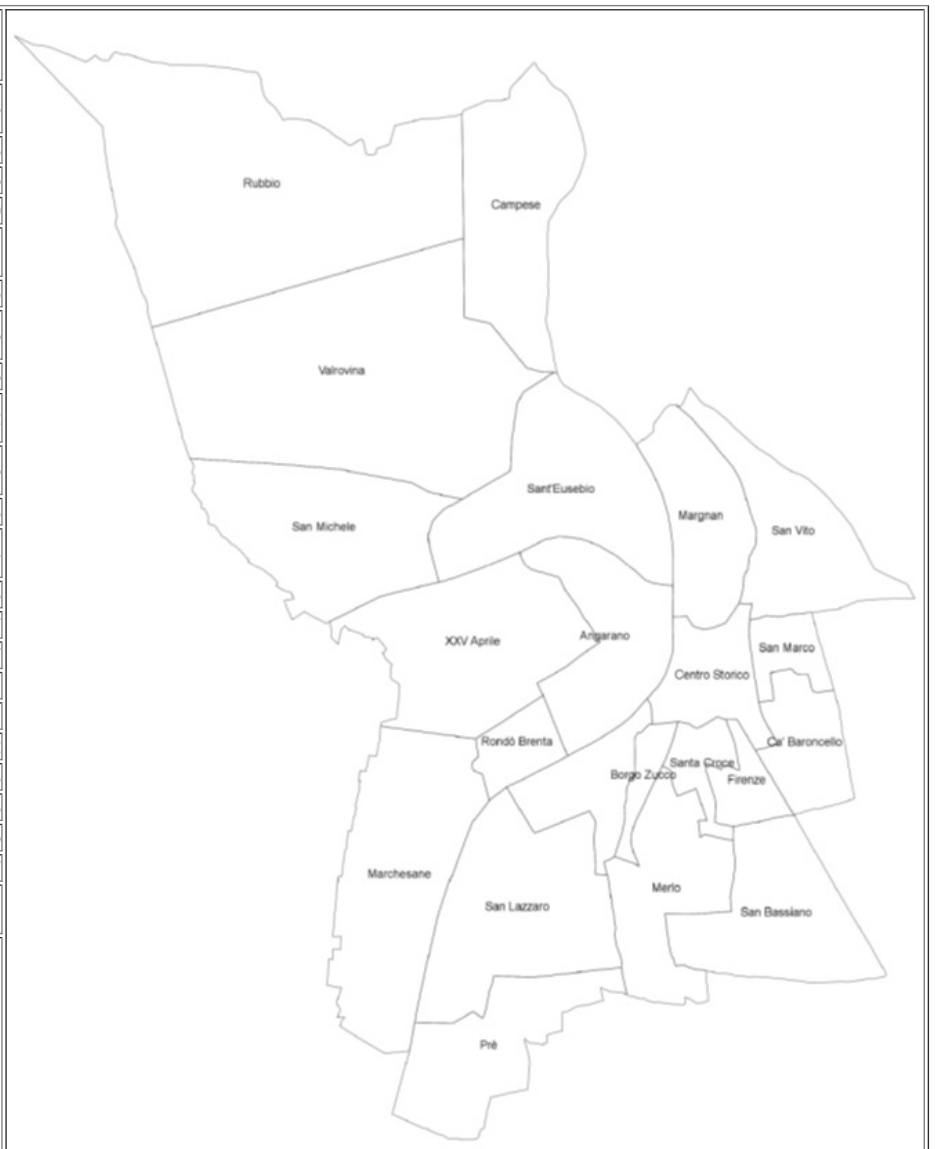 Rubbio
Campese
Valrovina
Sant'Eusebio
Margnan
San Vito
San Michele
XXV Aprile
Angarano
San Marco
Centro Storico
Rondò Brenta
Ca' Baroncello
Santa Croce
Borgo Zucco
Firenze
Marchesane
Merlo
San Lazzaro
San Bassiano
Prè